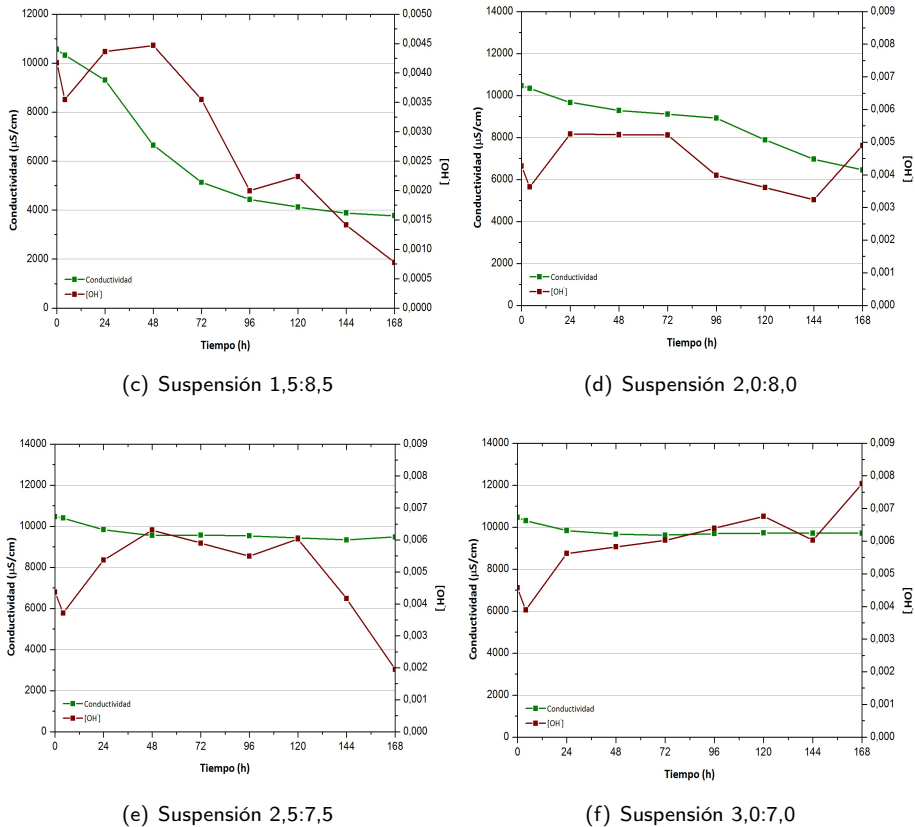 12000
10000
8000
6000
4000
2000
0
Conductividad (µS/cm)
0,0050
0,0045
0,0040
0,0035
0,0030
0,0025
0,0020
0,0015
0,0010
0,0005
0,0000
[OH⁻]
Conductividad
[OH⁻]
0 24 48 72 96 120 144 168
Tiempo (h)
(c) Suspensión 1,5:8,5
14000
12000
10000
8000
6000
4000
2000
0
Conductividad (µS/cm)
0,009
0,008
0,007
0,006
0,005
0,004
0,003
0,002
0,001
0,000
[OH⁻]
Conductividad
[OH⁻]
0 24 48 72 96 120 144 168
Tiempo (h)
(d) Suspensión 2,0:8,0
14000
12000
10000
8000
6000
4000
2000
0
Conductividad (µS/cm)
0,009
0,008
0,007
0,006
0,005
0,004
0,003
0,002
0,001
0,000
[OH⁻]
Conductividad
[OH⁻]
0 24 48 72 96 120 144 168
Tiempo (h)
(e) Suspensión 2,5:7,5
14000
12000
10000
8000
6000
4000
2000
0
Conductividad (µS/cm)
0,009
0,008
0,007
0,006
0,005
0,004
0,003
0,002
0,001
0,000
[OH⁻]
Conductividad
[OH⁻]
0 24 48 72 96 120 144 168
Tiempo (h)
(f) Suspensión 3,0:7,0